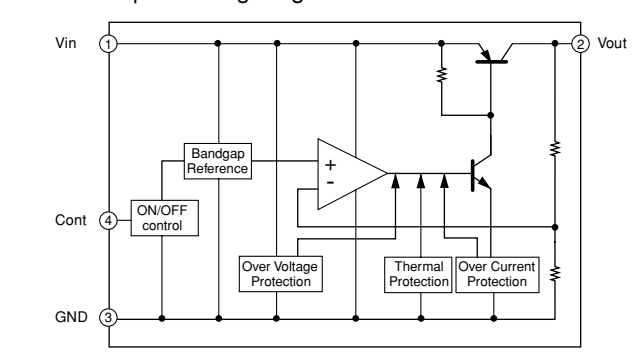 Vin
1
2
Vout
Bandgap
Reference
+
-
ON/OFF
control
Cont
4
Over Voltage
Protection
Thermal
Protection
Over Current
Protection
GND
3